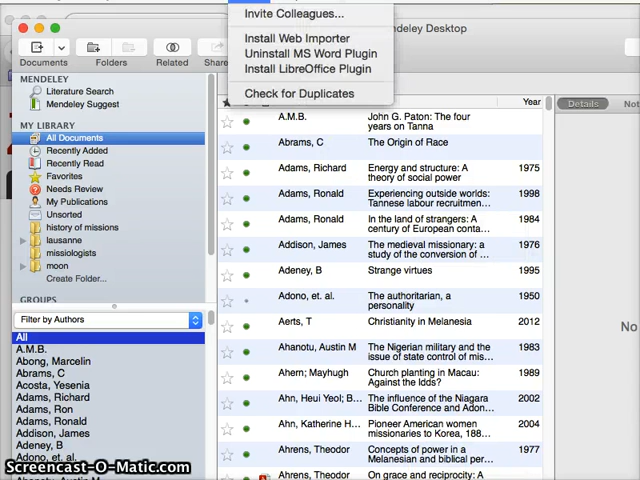 Invite Colleagues...
Install Web Importer
Uninstall MS Word Plugin
Install LibreOffice Plugin
Check for Duplicates
ndeley Desktop
Documents
Folders
Related
Share
MENDELEY
Literature Search
Mendeley Suggest
MY LIBRARY
All Documents
Recently Added
Recently Read
Favorites
Needs Review
My Publications
Unsorted
history of missions
lausanne
missiologists
moon
Create Folder...
GROUPS
Filter by Authors
All
A.M.B.
Abong, Marcelin
Abrams, C
Acosta, Yesenia
Adams, Richard
Adams, Ron
Adams, Ronald
Addison, James
Adeney, B
Adono, et. al.
Year
A.M.B. John G. Paton: The four
years on Tanna
Abrams, C The Origin of Race
Adams, Richard Energy and structure: A 1975
theory of social power
Adams, Ronald Experiencing outside worlds: 1998
Tannese labour recruitmen...
Adams, Ronald In the land of strangers: A 1984
century of European conta...
Addison, James The medieval missionary: a 1976
study of the conversion of ...
Adeney, B Strange virtues 1995
Adono, et. al. The authoritarian, a 1950
personality
Aerts, T Christianity in Melanesia 2012
Ahanotu, Austin M The Nigerian military and the 1983
issue of state control of mis...
Ahern; Mayhugh Church planting in Macau: 1989
Against the Idds?
Ahn, Heui Yeol; B... The influence of the Niagara 2002
Bible Conference and Adon...
Ahn, Katherine H... Pioneer American women 2004
missionaries to Korea, 188...
Ahrens, Theodor Concepts of power in a 1977
Melanesian and biblical per...
Ahrens, Theodor On grace and reciprocity: A
Details
Not
No
Screencast-O-Matic.com